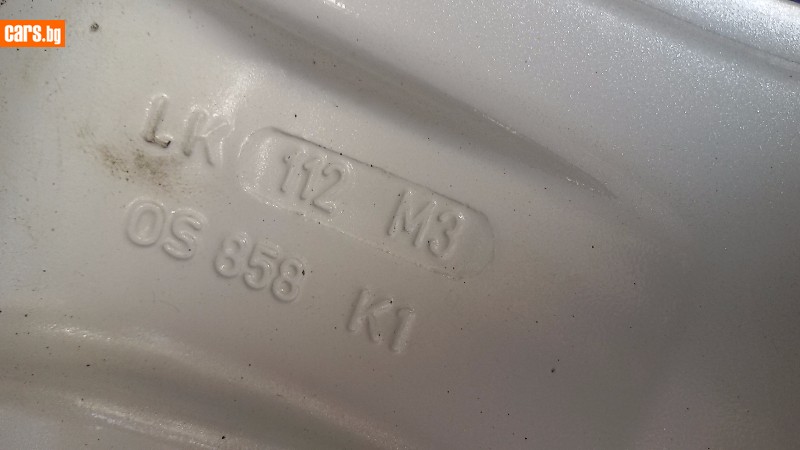 cars.bg
LK 112 M3
OS 858 K1